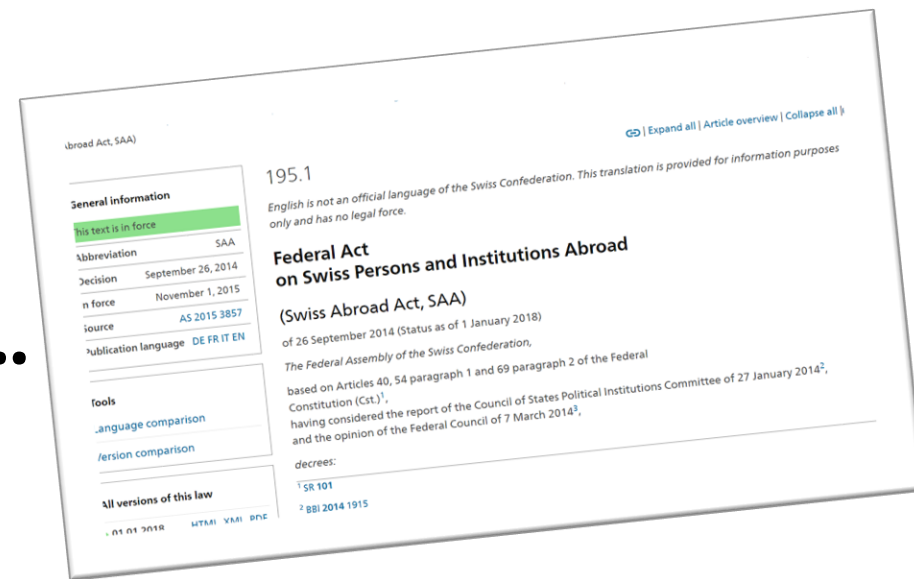 ..
broad Act, SAA)
Expand all | Article overview | Collapse all |
General information
his text is in force
Abbreviation SAA
Decision September 26, 2014
n force November 1, 2015
ource AS 2015 3857
Publication language DE FR IT EN
Tools
anguage comparison
ersion comparison
All versions of this law
01.01.2018 HTML XML PDF
195.1
English is not an official language of the Swiss Confederation. This translation is provided for information purposes
only and has no legal force.
Federal Act
on Swiss Persons and Institutions Abroad
(Swiss Abroad Act, SAA)
of 26 September 2014 (Status as of 1 January 2018)
The Federal Assembly of the Swiss Confederation,
based on Articles 40, 54 paragraph 1 and 69 paragraph 2 of the Federal
Constitution (Cst.)1,
having considered the report of the Council of States Political Institutions Committee of 27 January 20142,
and the opinion of the Federal Council of 7 March 20143,
decrees:
1 SR 101
2 BBl 2014 1915